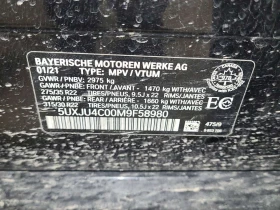 BAYERISCHE MOTOREN WERKE AG
01/21 TYPE: MPV / VTUM
GVWR / PNBV: 2975 kg
GAWR / PNBE: FRONT / AVANT - 1470 kg WITH/AVEC
275/35 R22 TIRES/PNEUS, 9.5J x 22 RIMS/JANTES
GAWR / PNBE: REAR / ARRIERE - 1660 kg WITH/AVEC
315/30 R22 TIRES/PNEUS, 10.5J x 22 RIMS/JANTES
5UXJU4C00M9F58980
475/9
EC